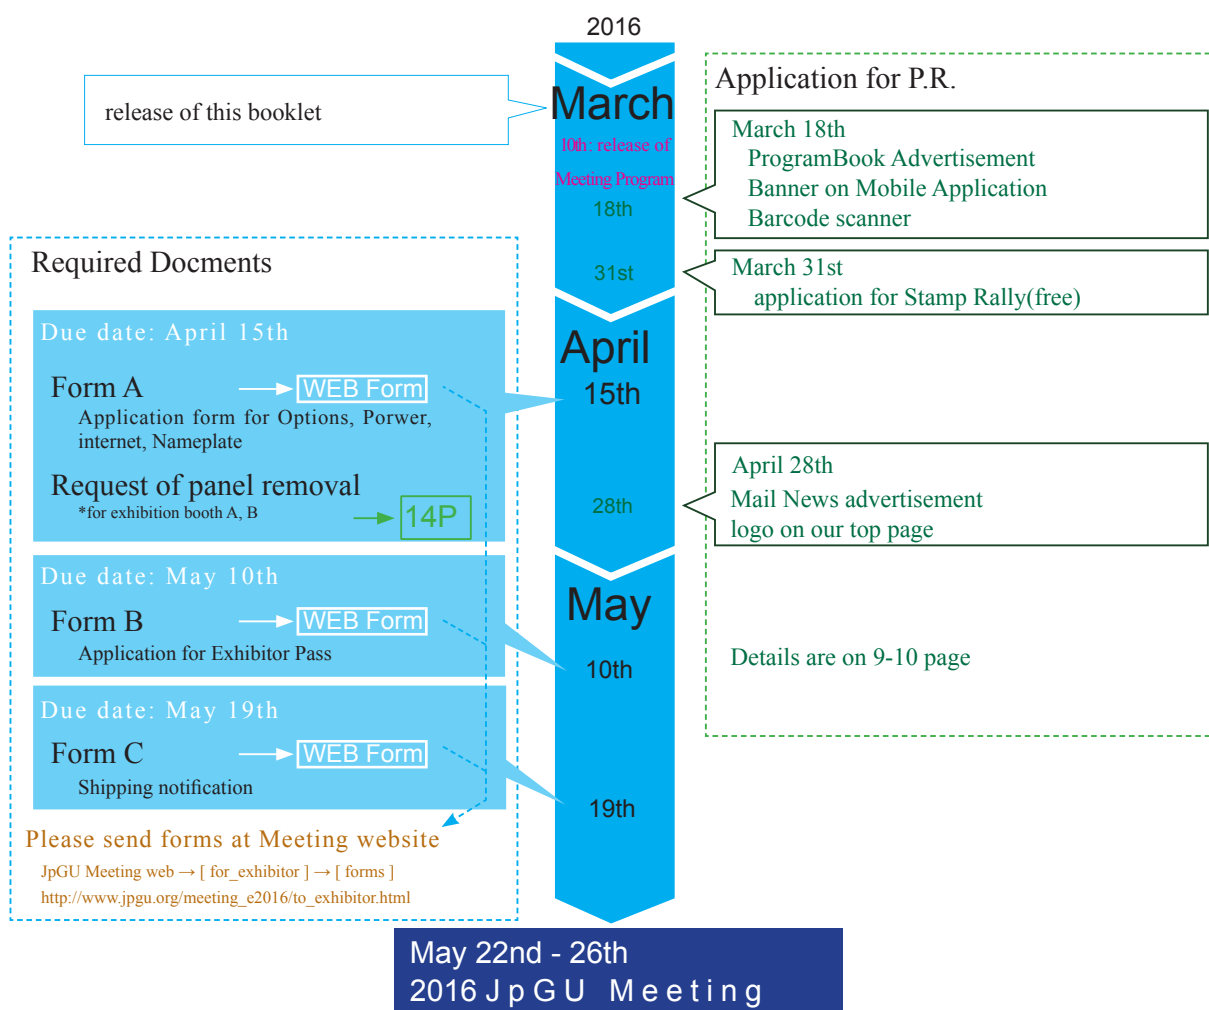 2016
release of this booklet
March
10th: release of
Meeting Program
18th
31st
Application for P.R.
March 18th
ProgramBook Advertisement
Banner on Mobile Application
Barcode scanner
March 31st
application for Stamp Rally(free)
Required Docments
Due date: April 15th
Form A
WEB Form
Application form for Options, Porwer,
internet, Nameplate
Request of panel removal
*for exhibition booth A, B
14P
April
15th
28th
April 28th
Mail News advertisement
logo on our top page
Due date: May 10th
Form B
WEB Form
Application for Exhibitor Pass
May
10th
Details are on 9-10 page
Due date: May 19th
Form C
WEB Form
Shipping notification
19th
Please send forms at Meeting website
JpGU Meeting web → [ for_exhibitor ] → [ forms ]
http://www.jpgu.org/meeting_e2016/to_exhibitor.html
May 22nd - 26th
2016 JpGU Meeting